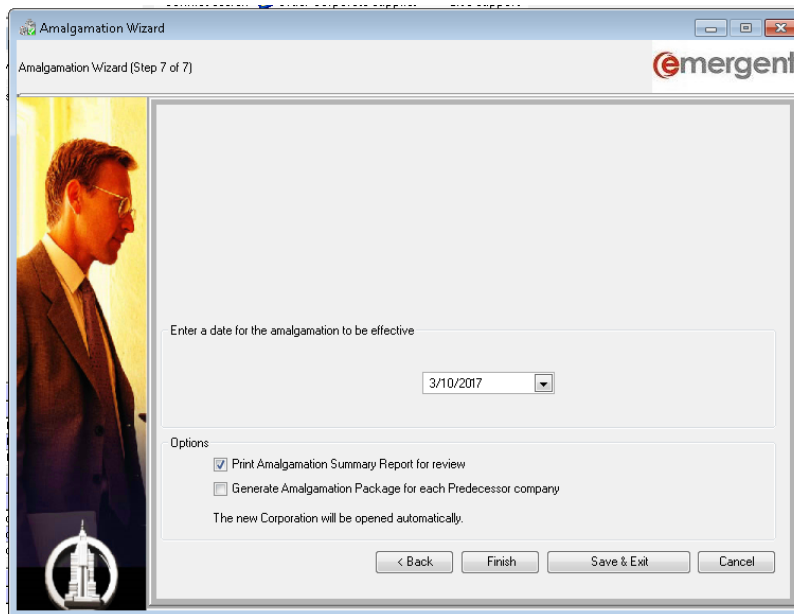 Amalgamation Wizard
Amalgamation Wizard (Step 7 of 7)
emergent
Enter a date for the amalgamation to be effective
3/10/2017
Options
Print Amalgamation Summary Report for review
Generate Amalgamation Package for each Predecessor company
The new Corporation will be opened automatically.
< Back Finish Save & Exit Cancel